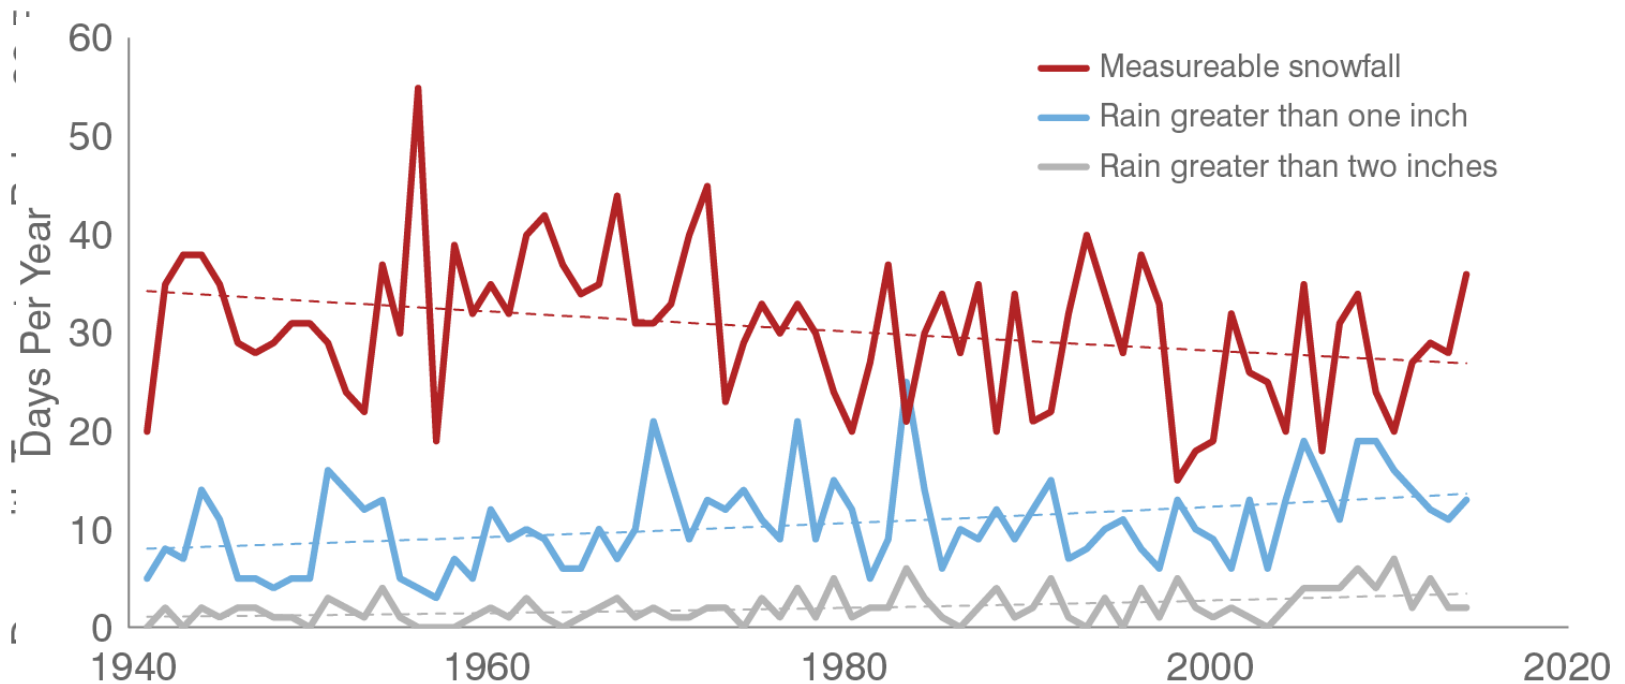 60
50
40
30
20
10
0
Days Per Year
Measureable snowfall
Rain greater than one inch
Rain greater than two inches
1940 1960 1980 2000 2020